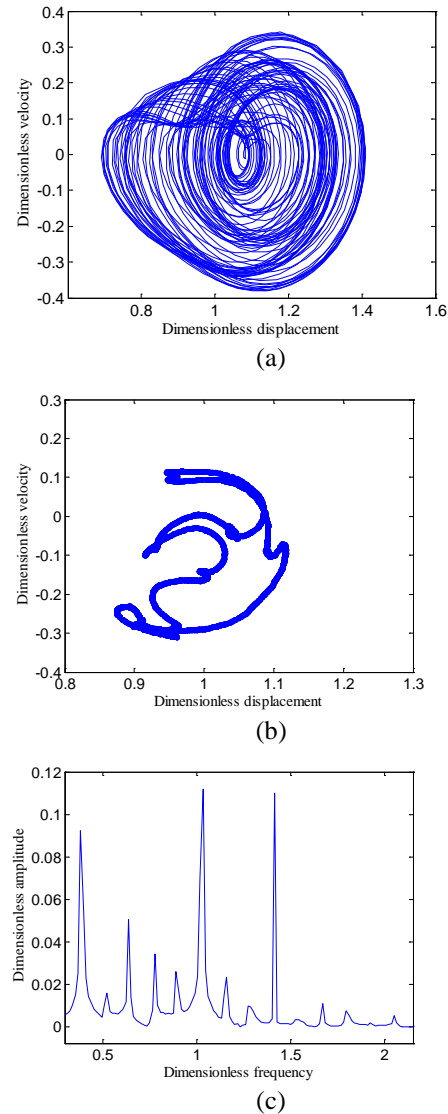 0.4
0.3
0.2
0.1
0
-0.1
-0.2
-0.3
-0.4
Dimensionless velocity
0.8 1 1.2 1.4 1.6
Dimensionless displacement
(a)
0.3
0.2
0.1
0
-0.1
-0.2
-0.3
-0.4
Dimensionless velocity
0.8 0.9 1 1.1 1.2 1.3
Dimensionless displacement
(b)
0.12
0.1
0.08
0.06
0.04
0.02
0
Dimensionless amplitude
0.5 1 1.5 2
Dimensionless frequency
(c)